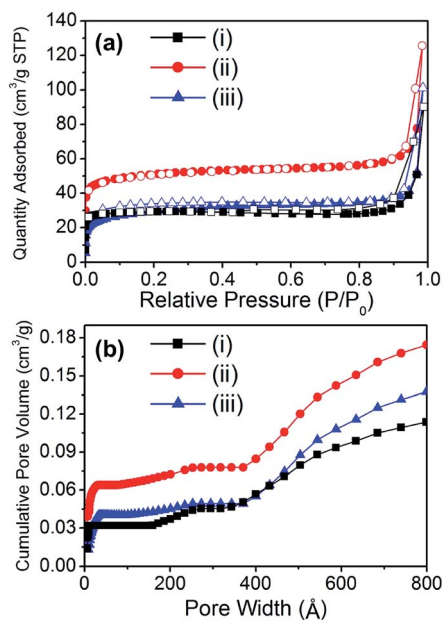 (a)
(i)
(ii)
(iii)
Quantity Adsorbed (cm³/g STP)
140
120
100
80
60
40
20
0
0.0 0.2 0.4 0.6 0.8 1.0
Relative Pressure (P/P₀)
(b)
(i)
(ii)
(iii)
Cumulative Pore Volume (cm³/g)
0.18
0.15
0.12
0.09
0.06
0.03
0.00
0 200 400 600 800
Pore Width (Å)